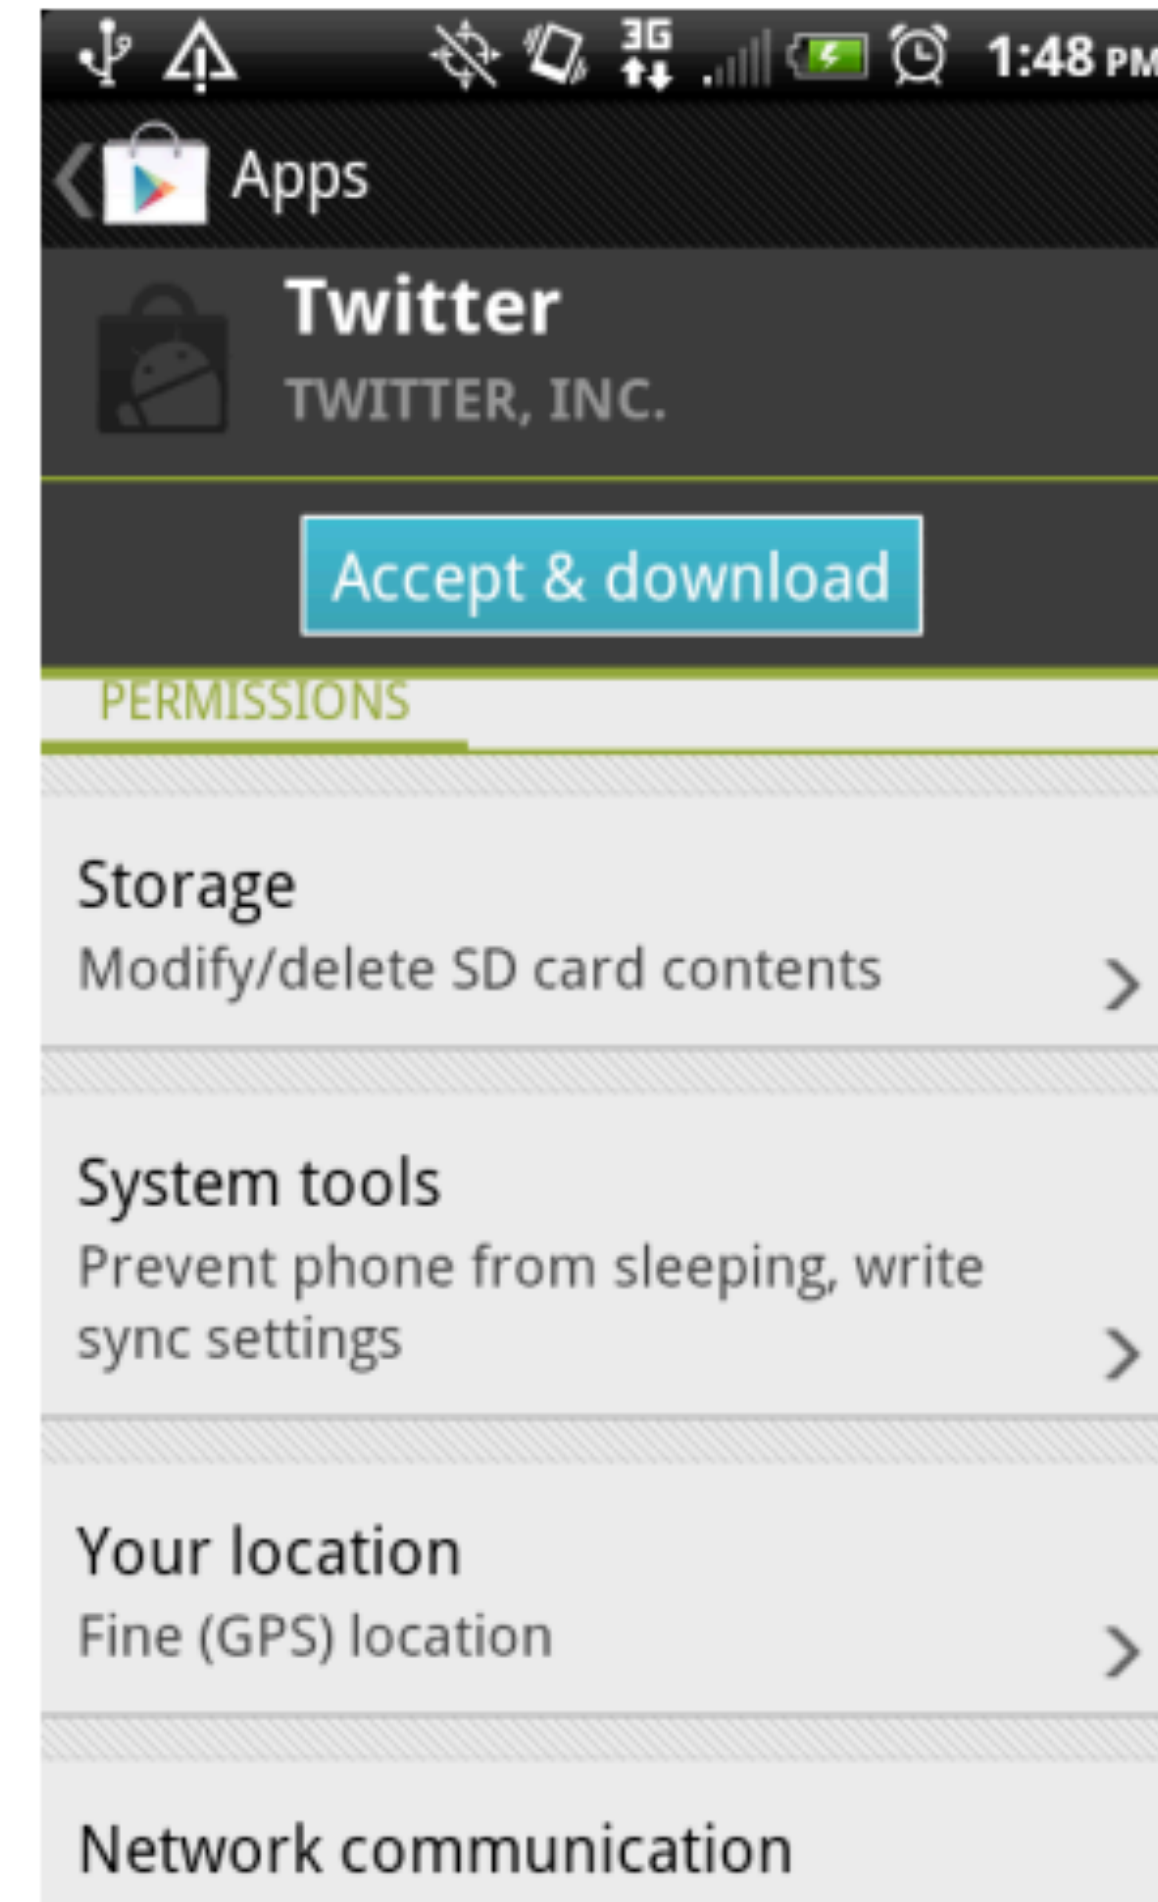 3G
1:48 PM
Apps
Twitter
TWITTER, INC.
Accept & download
PERMISSIONS
Storage
Modify/delete SD card contents
System tools
Prevent phone from sleeping, write
sync settings
Your location
Fine (GPS) location
Network communication